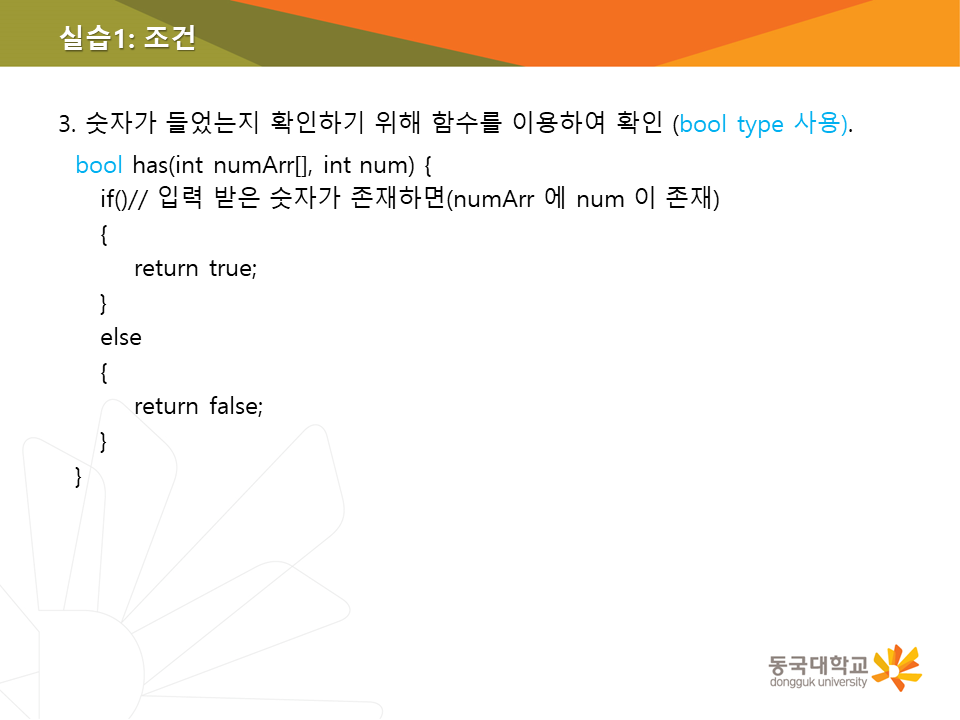 실습1: 조건
3. 숫자가 들었는지 확인하기 위해 함수를 이용하여 확인 (bool type 사용).
bool has(int numArr[], int num) {
if()// 입력 받은 숫자가 존재하면(numArr 에 num 이 존재)
{
return true;
}
else
{
return false;
}
}
동국대학교
dongguk university